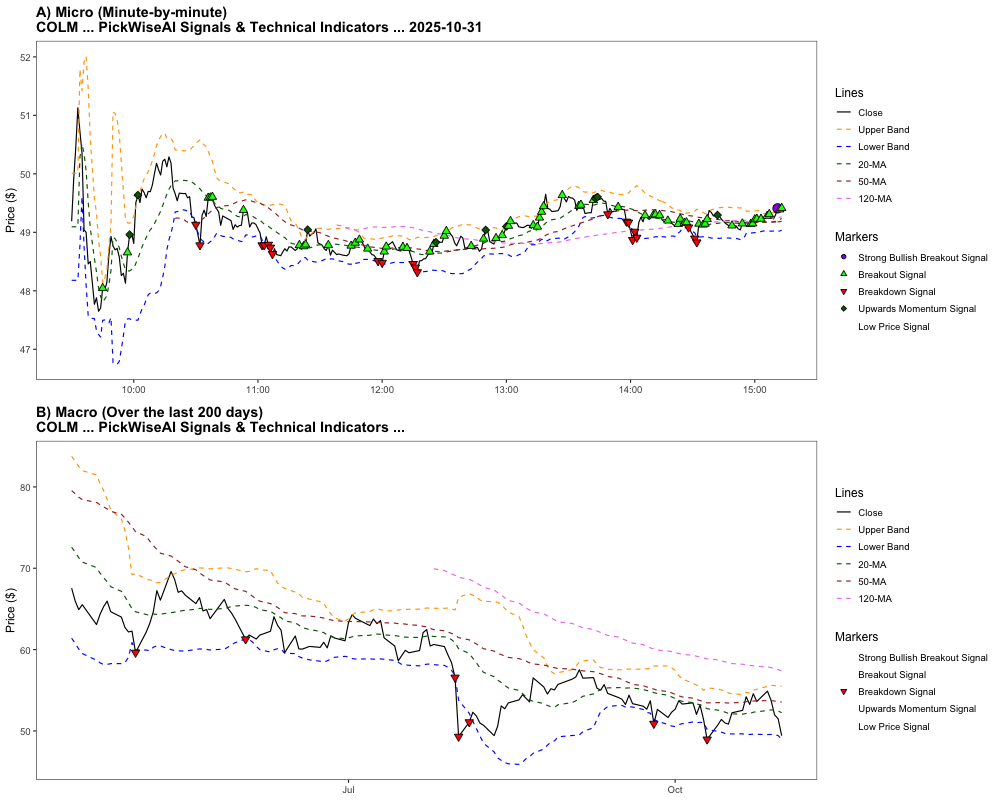 A) Micro (Minute-by-minute)
COLM ... PickWiseAI Signals & Technical Indicators ... 2025-10-31
52
51
50
49
48
47
Price ($)
10:00
11:00
12:00
13:00
14:00
15:00
Lines
Close
Upper Band
Lower Band
20-MA
50-MA
120-MA
Markers
Strong Bullish Breakout Signal
Breakout Signal
Breakdown Signal
Upwards Momentum Signal
Low Price Signal
B) Macro (Over the last 200 days)
COLM ... PickWiseAI Signals & Technical Indicators ...
80
70
60
50
Price ($)
Jul
Oct
Lines
Close
Upper Band
Lower Band
20-MA
50-MA
120-MA
Markers
Strong Bullish Breakout Signal
Breakout Signal
Breakdown Signal
Upwards Momentum Signal
Low Price Signal